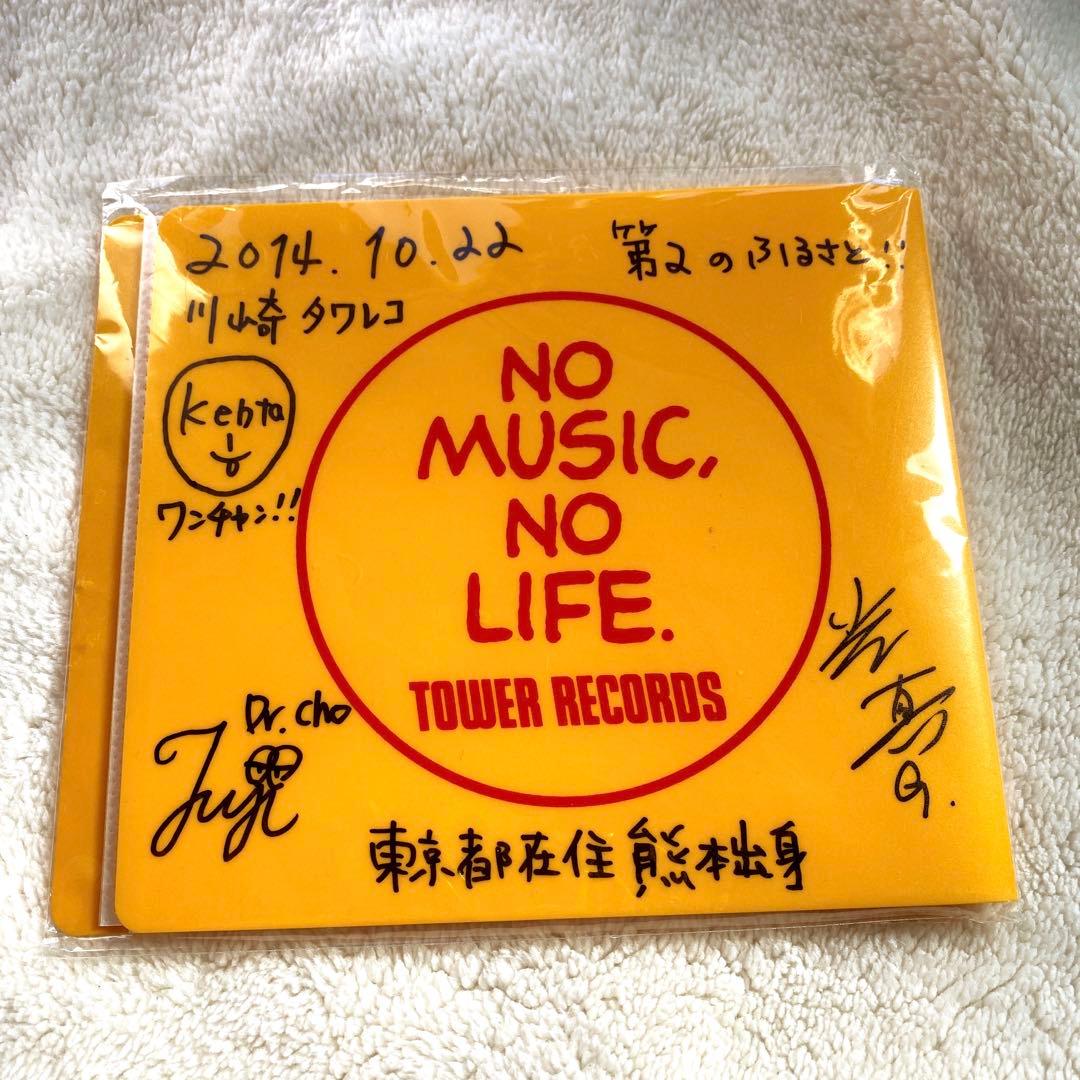 2014.10.22
第2のふるさと!!
川崎 タワレコ
Kenta
ワンチャン!!
NO
MUSIC,
NO
LIFE.
TOWER RECORDS
Dr.cho
Fuji
東京都在住 熊本出身